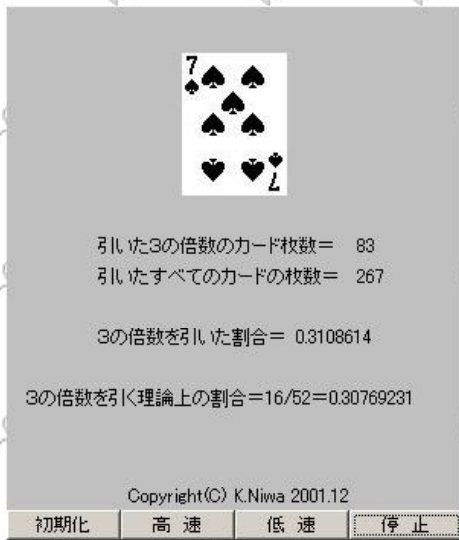 7
7
引いた3の倍数のカード枚数＝ 83
引いたすべてのカードの枚数＝ 267
3の倍数を引いた割合＝ 0.3108614
3の倍数を引く理論上の割合＝16/52＝0.30769231
Copyright(C) K.Niwa 2001.12
初期化 高 速 低 速 停 止